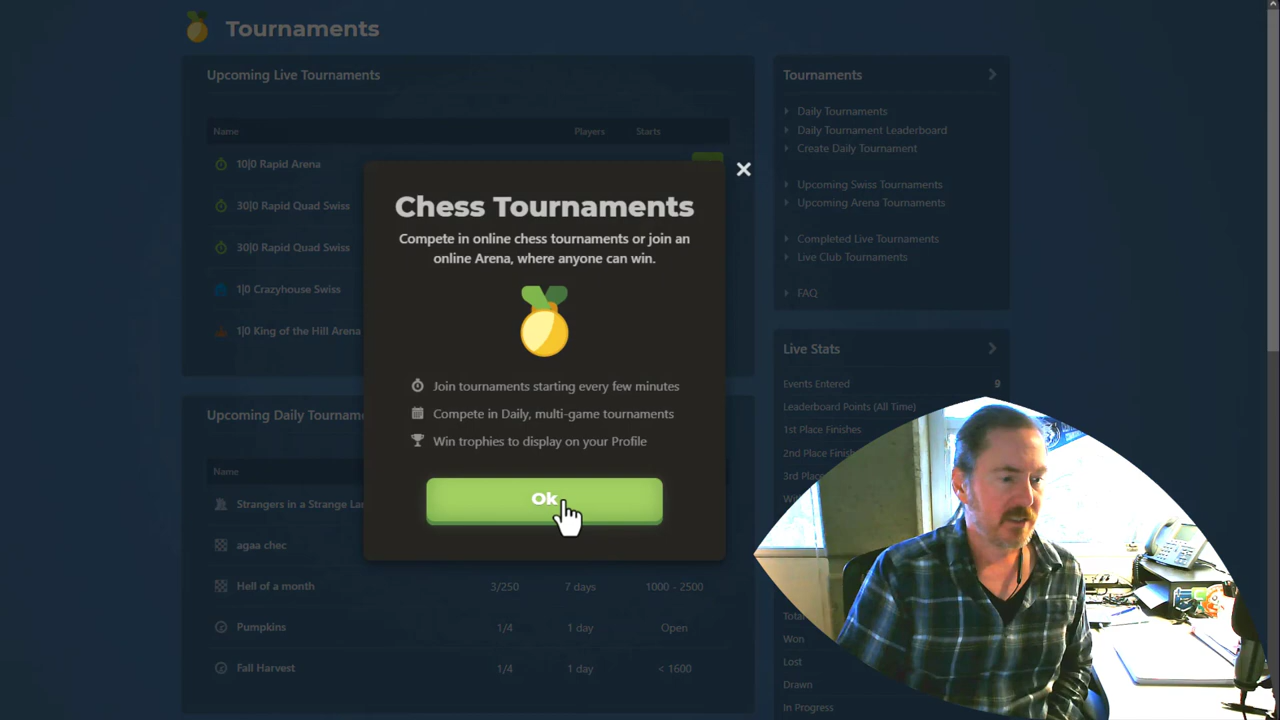 Tournaments
Upcoming Live Tournaments
Name Players Starts
10|0 Rapid Arena
30|0 Rapid Quad Swiss
30|0 Rapid Quad Swiss
1|0 Crazyhouse Swiss
1|0 King of the Hill Arena
Upcoming Daily Tourname
Name
Strangers in a Strange Lan
agaa chec
Hell of a month 3/250 7 days 1000 - 2500
Pumpkins 1/4 1 day Open
Fall Harvest 1/4 1 day < 1600
Chess Tournaments
Compete in online chess tournaments or join an
online Arena, where anyone can win.
Join tournaments starting every few minutes
Compete in Daily, multi-game tournaments
Win trophies to display on your Profile
Ok
Tournaments
Daily Tournaments
Daily Tournament Leaderboard
Create Daily Tournament
Upcoming Swiss Tournaments
Upcoming Arena Tournaments
Completed Live Tournaments
Live Club Tournaments
FAQ
Live Stats
Events Entered 9
Leaderboard Points (All Time)
1st Place Finishes
2nd Place Finish
3rd Place
Wi
Total
Won
Lost
Drawn
In Progress